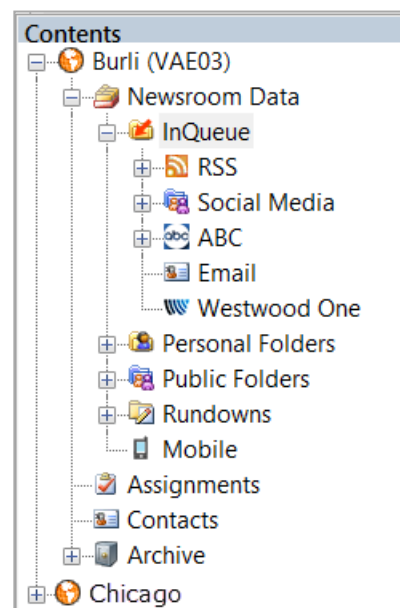 Contents
Burli (VAE03)
Newsroom Data
InQueue
RSS
Social Media
abc ABC
Email
Westwood One
Personal Folders
Public Folders
Rundowns
Mobile
Assignments
Contacts
Archive
Chicago